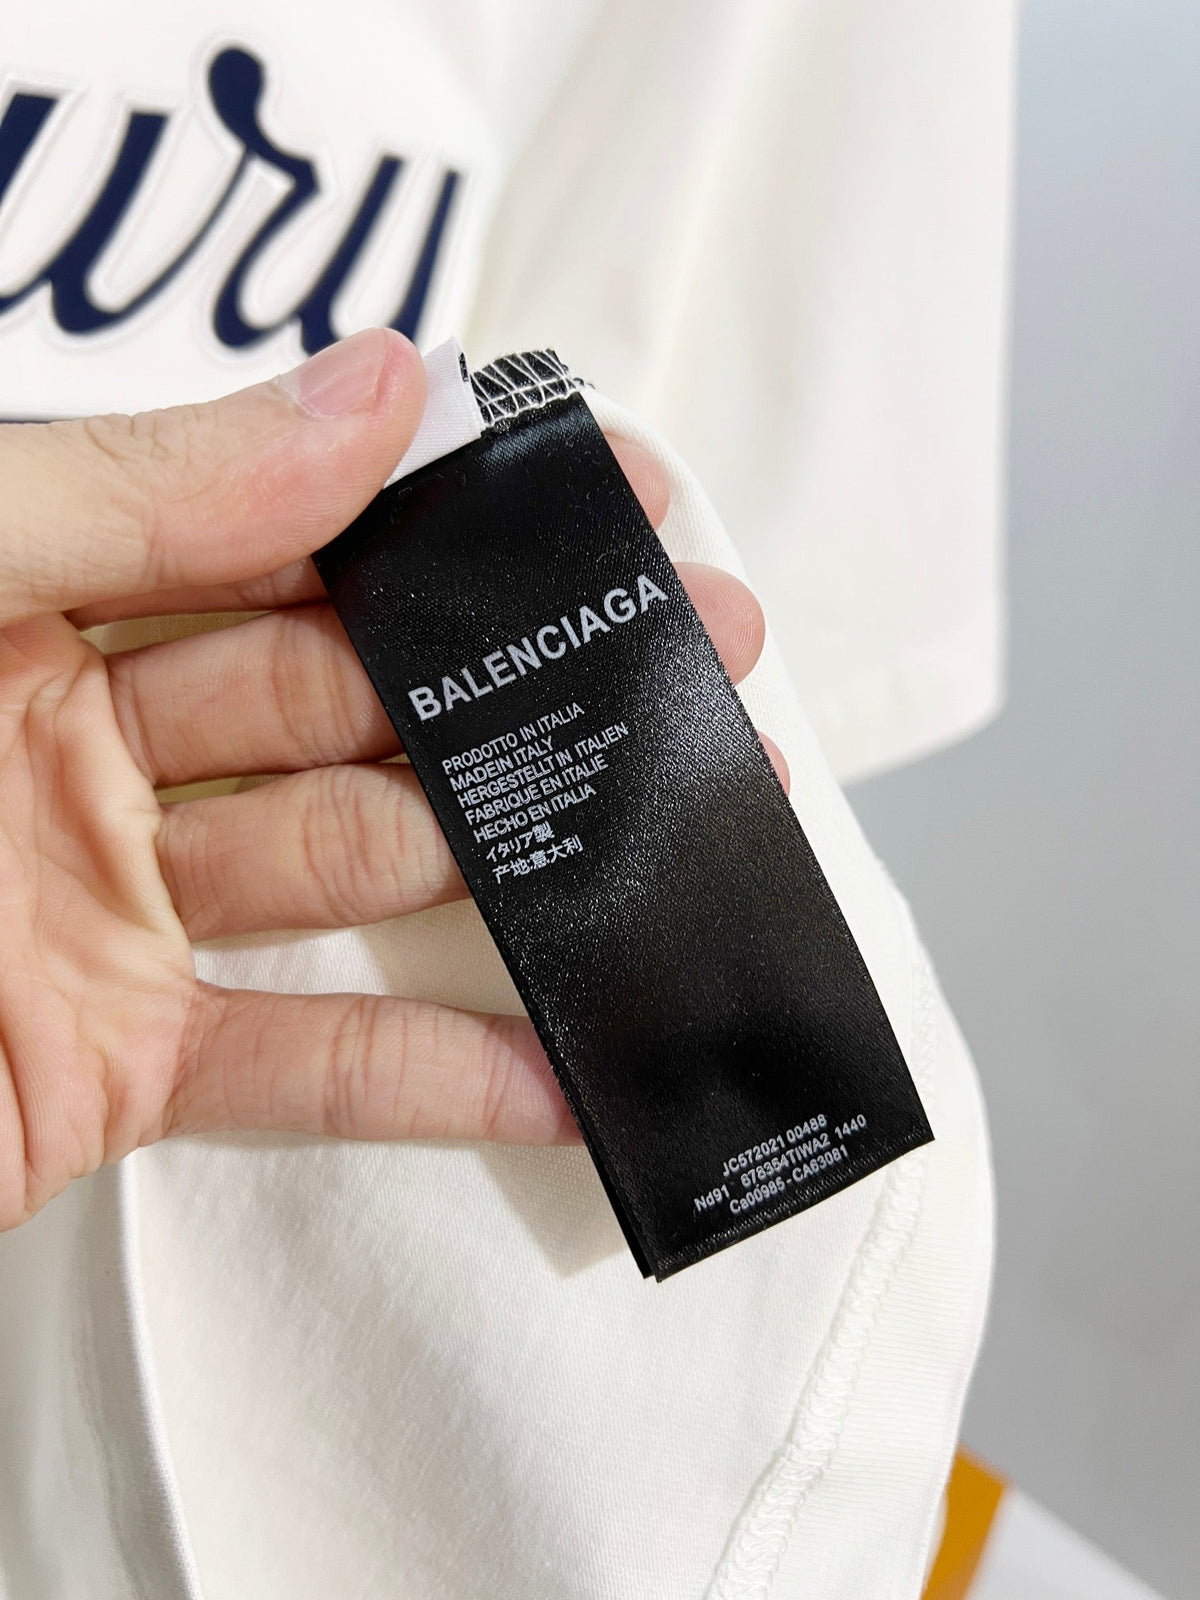 ury
BALENCIAGA
PRODOTTO IN ITALIA
MADEIN ITALY
HERGESTELLT IN ITALIEN
FABRIQUE EN ITALIE
HECHO EN ITALIA
イタリア製
产地:意大利
JC572021 00488
Nd91 678354TIWA2 1440
Ca00985-CA63081